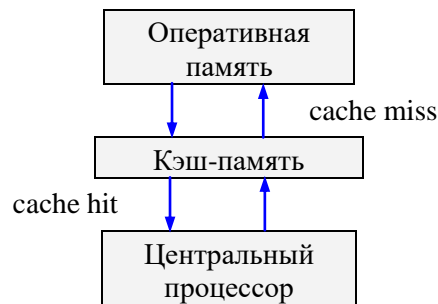 Оперативная
память
cache miss
Кэш-память
cache hit
Центральный
процессор